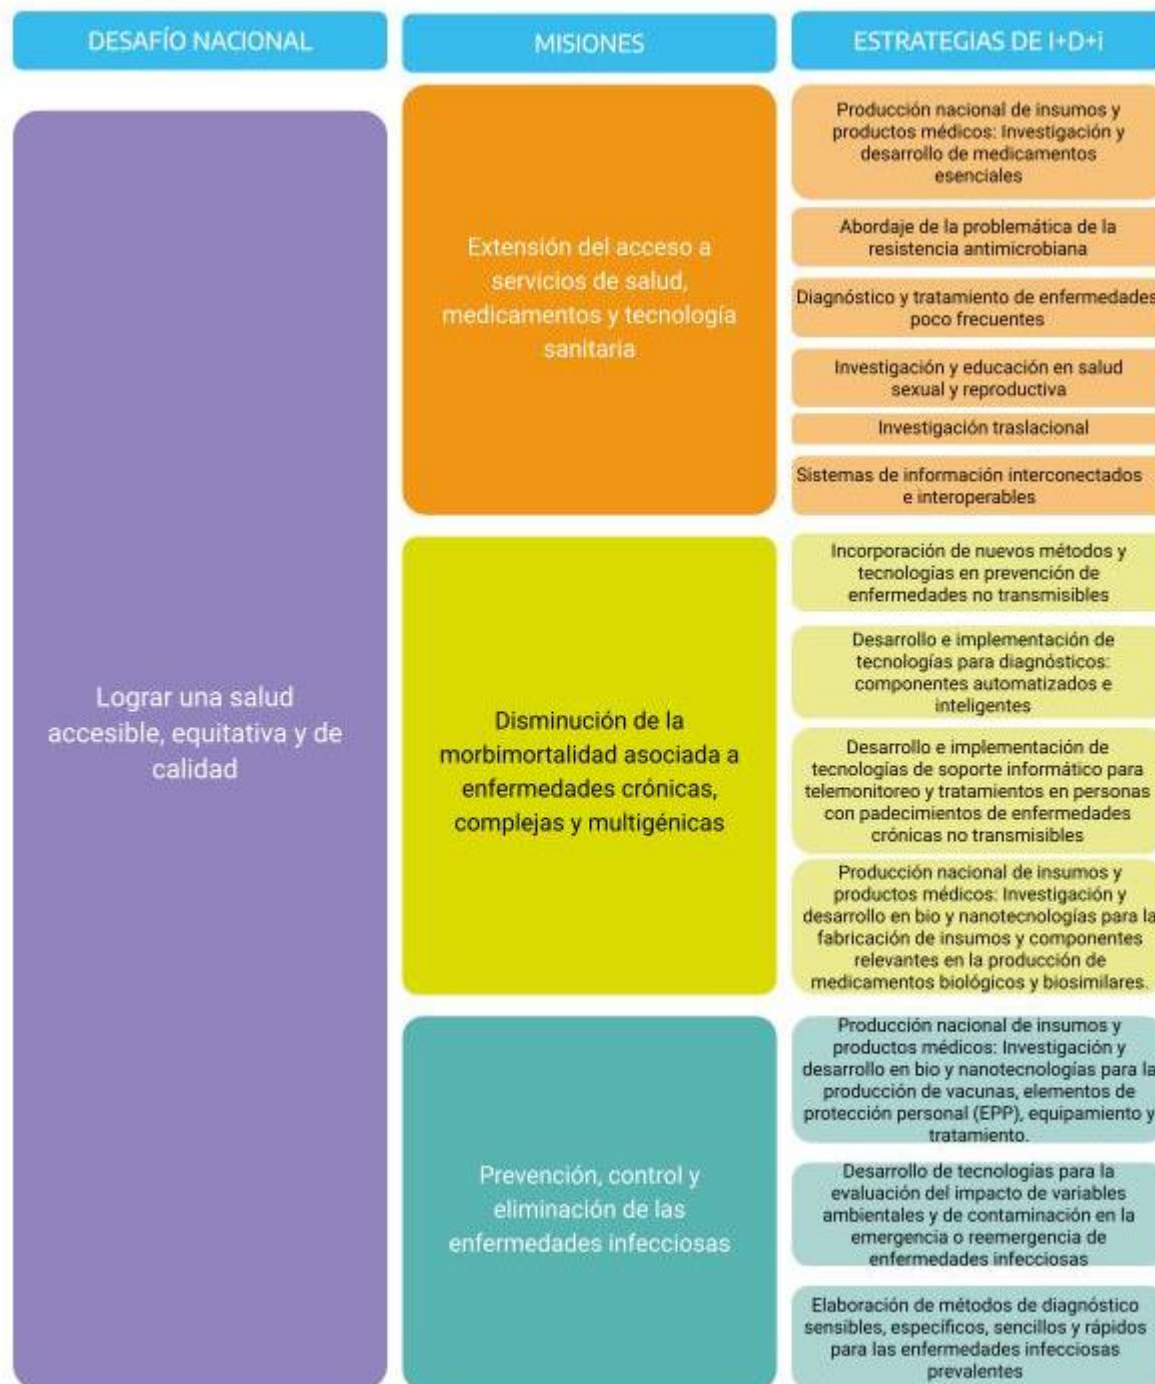 DESAFÍO NACIONAL
MISIONES
ESTRATEGIAS DE I+D+i
Lograr una salud
accesible, equitativa y de
calidad
Extensión del acceso a
servicios de salud,
medicamentos y tecnología
sanitaria
Producción nacional de insumos y
productos médicos: Investigación y
desarrollo de medicamentos
esenciales
Abordaje de la problemática de la
resistencia antimicrobiana
Diagnóstico y tratamiento de enfermedades
poco frecuentes
Investigación y educación en salud
sexual y reproductiva
Investigación traslacional
Sistemas de información interconectados
e interoperables
Disminución de la
morbimortalidad asociada a
enfermedades crónicas,
complejas y multigénicas
Incorporación de nuevos métodos y
tecnologías en prevención de
enfermedades no transmisibles
Desarrollo e implementación de
tecnologías para diagnósticos:
componentes automatizados e
inteligentes
Desarrollo e implementación de
tecnologías de soporte informático para
telemonitoreo y tratamientos en personas
con padecimientos de enfermedades
crónicas no transmisibles
Producción nacional de insumos y
productos médicos: Investigación y
desarrollo en bio y nanotecnologías para la
fabricación de insumos y componentes
relevantes en la producción de
medicamentos biológicos y biosimilares.
Prevención, control y
eliminación de las
enfermedades infecciosas
Producción nacional de insumos y
productos médicos: Investigación y
desarrollo en bio y nanotecnologías para la
producción de vacunas, elementos de
protección personal (EPP), equipamiento y
tratamiento.
Desarrollo de tecnologías para la
evaluación del impacto de variables
ambientales y de contaminación en la
emergencia o reemergencia de
enfermedades infecciosas
Elaboración de métodos de diagnóstico
sensibles, específicos, sencillos y rápidos
para las enfermedades infecciosas
prevalentes